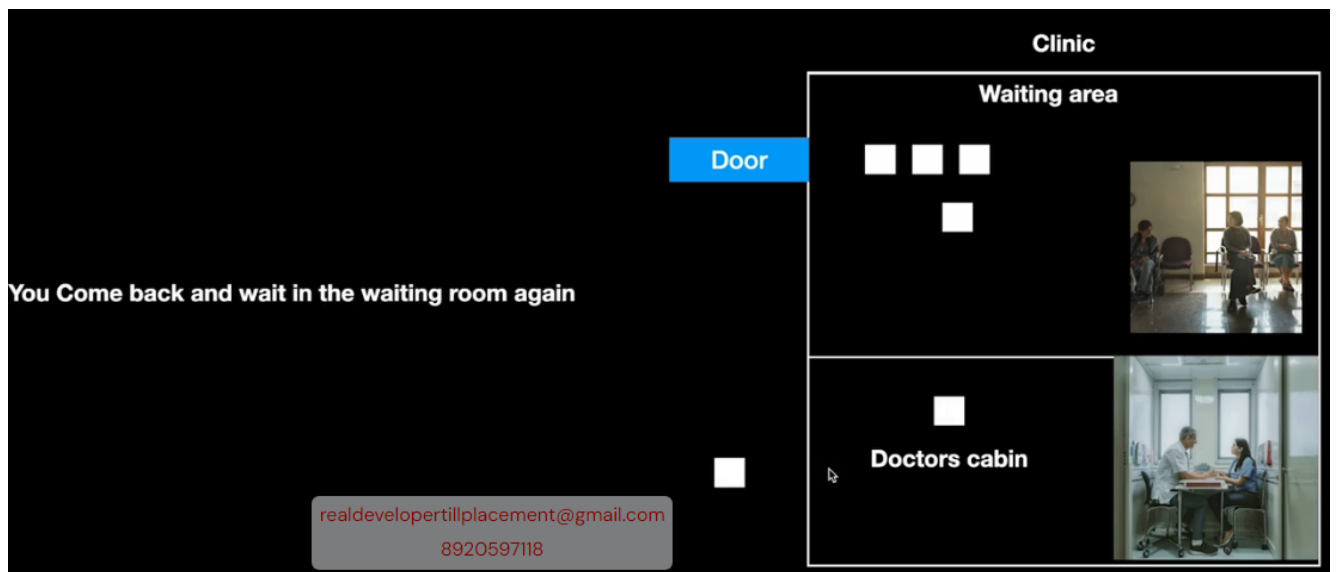 Clinic
Waiting area
Door
You Come back and wait in the waiting room again
Doctors cabin
realdevelopertillplacement@gmail.com
8920597118